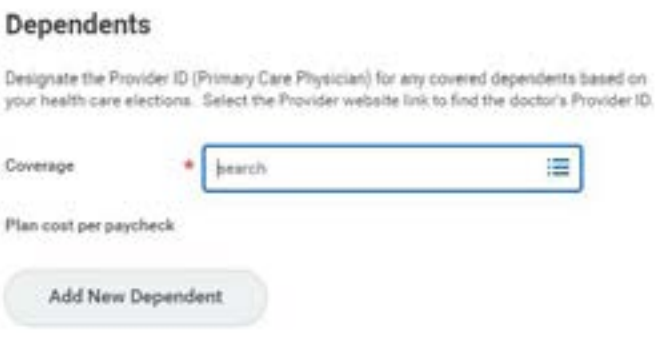 Dependents
Designate the Provider ID (Primary Care Physician) for any covered dependents based on
your health care elections. Select the Provider website link to find the doctor's Provider ID.
Coverage * search
Plan cost per paycheck
Add New Dependent